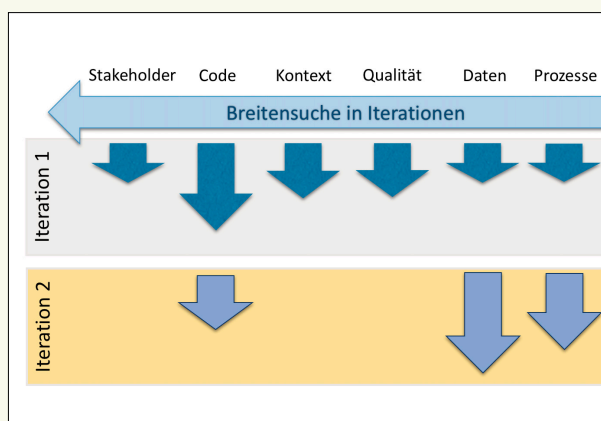 Stakeholder Code Kontext Qualität Daten Prozesse
Breitensuche in Iterationen
Iteration 1
Iteration 2